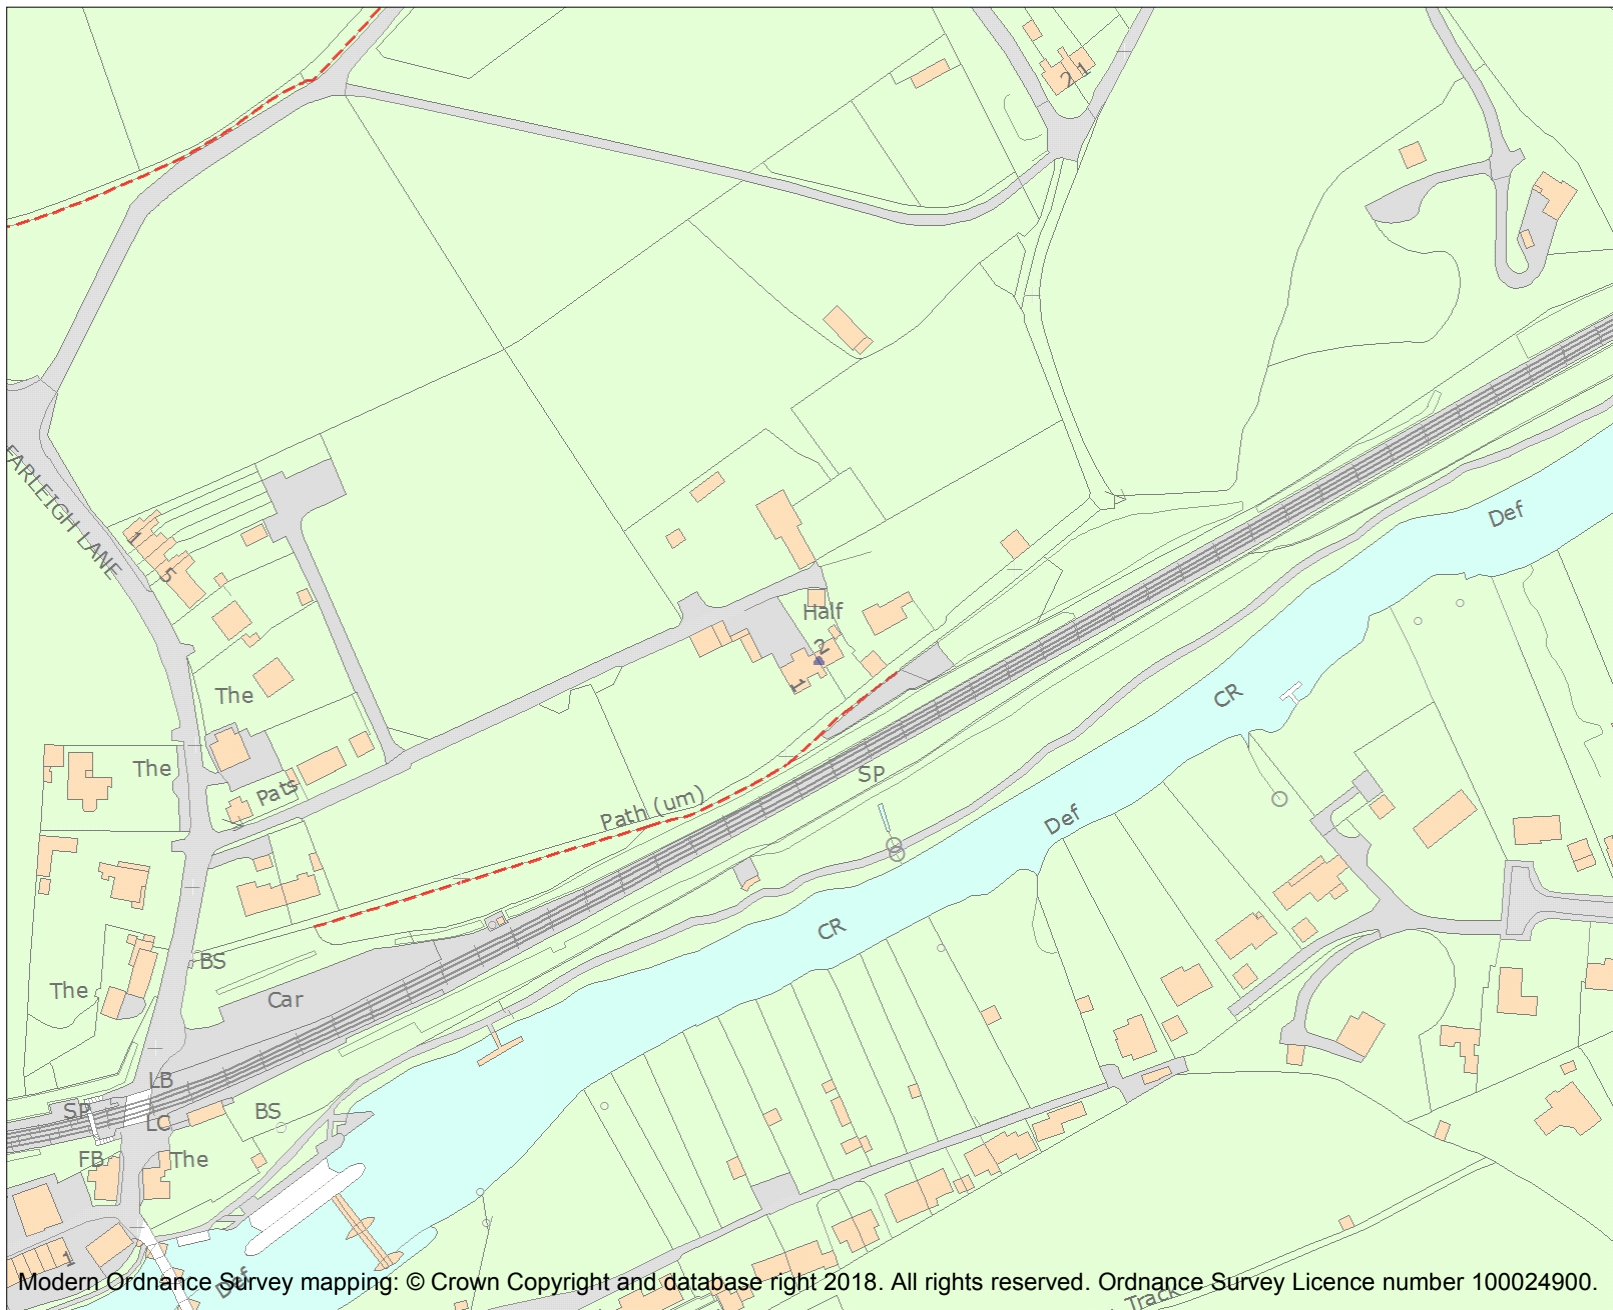 2 1
FARLEIGH LANE
Def
1
5
Half
2
1
The
CR
The
SP
Pats
Path (um)
Def
CR
BS
The
Car
LB
SP
BS
LC
FB
The
1
Def
Modern Ordnance Survey mapping: © Crown Copyright and database right 2018. All rights reserved. Ordnance Survey Licence number 100024900.
Track